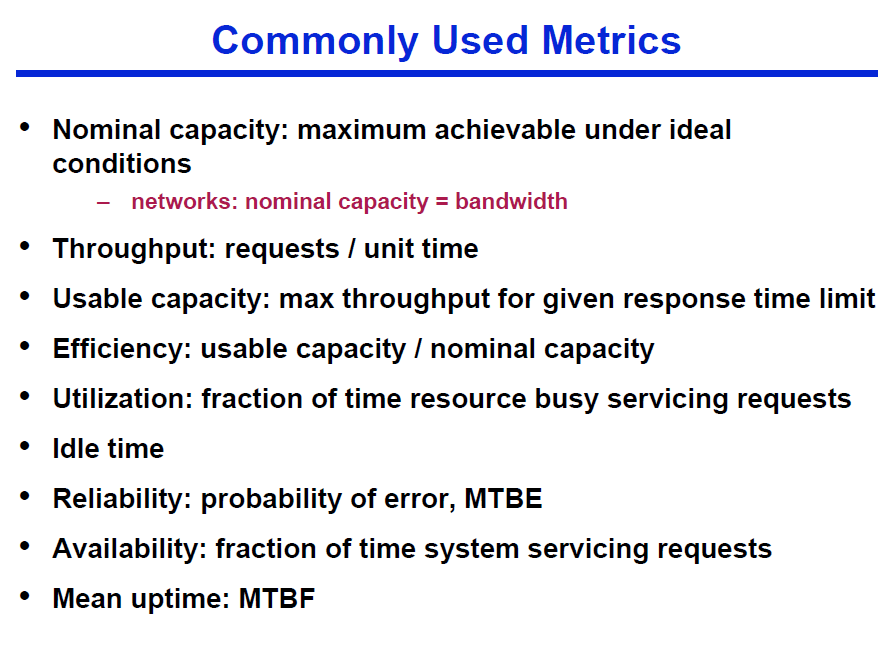 Commonly Used Metrics
• Nominal capacity: maximum achievable under ideal
conditions
– networks: nominal capacity = bandwidth
• Throughput: requests / unit time
• Usable capacity: max throughput for given response time limit
• Efficiency: usable capacity / nominal capacity
• Utilization: fraction of time resource busy servicing requests
• Idle time
• Reliability: probability of error, MTBE
• Availability: fraction of time system servicing requests
• Mean uptime: MTBF